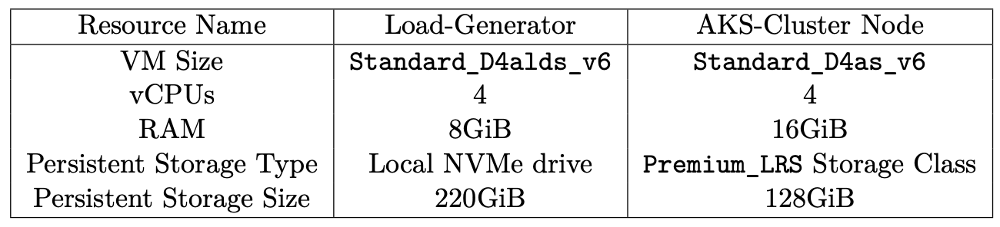 Resource Name Load-Generator AKS-Cluster Node
VM Size Standard_D4alds_v6 Standard_D4as_v6
vCPUs 4 4
RAM 8GiB 16GiB
Persistent Storage Type Local NVMe drive Premium_LRS Storage Class
Persistent Storage Size 220GiB 128GiB